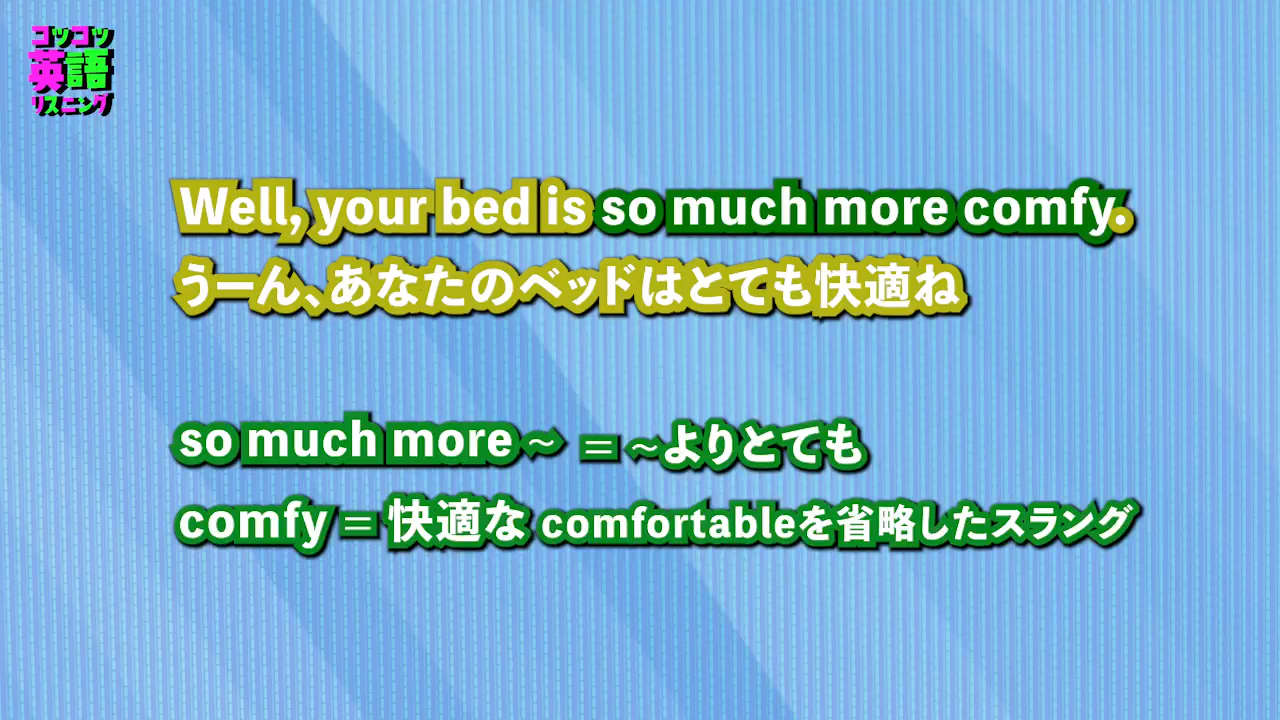 コツコツ
英語
リスニング
Well, your bed is so much more comfy.
うーん、あなたのベッドはとても快適ね
so much more ~ = ~よりとても
comfy = 快適な comfortableを省略したスラング